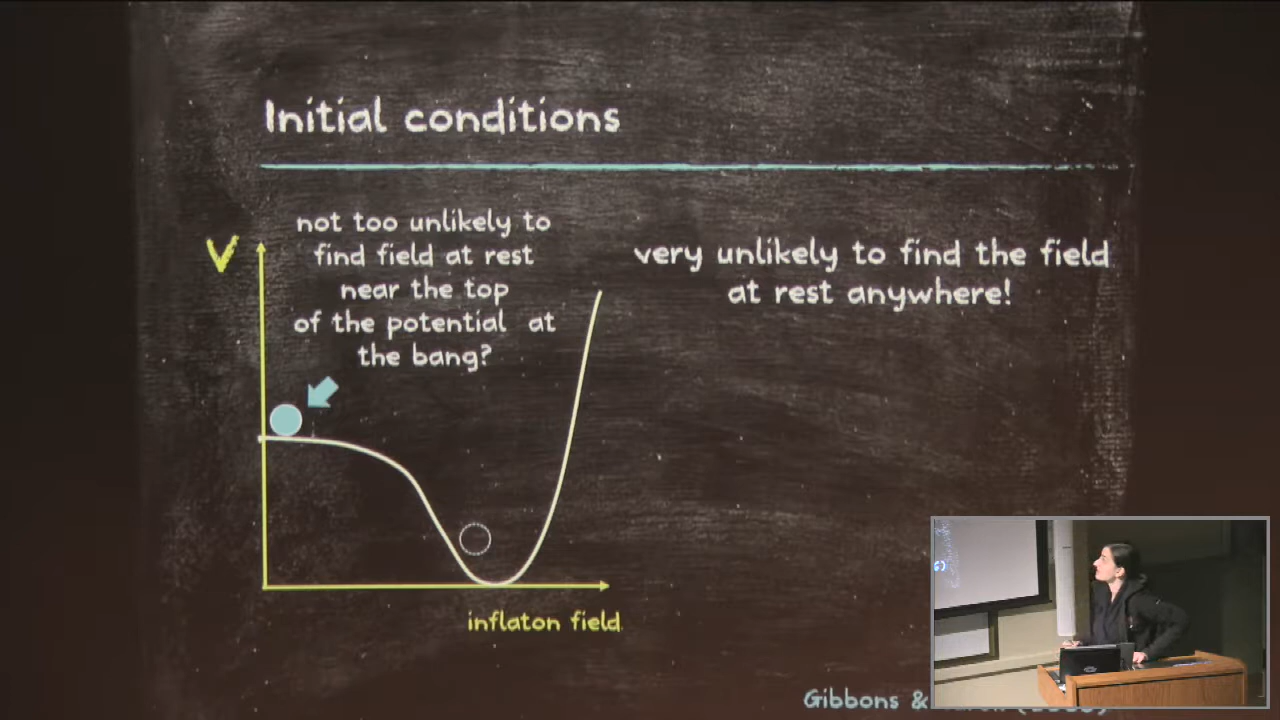 Initial conditions
V
not too unlikely to
find field at rest
near the top
of the potential at
the bang?
very unlikely to find the field
at rest anywhere!
inflaton field
Gibbons &